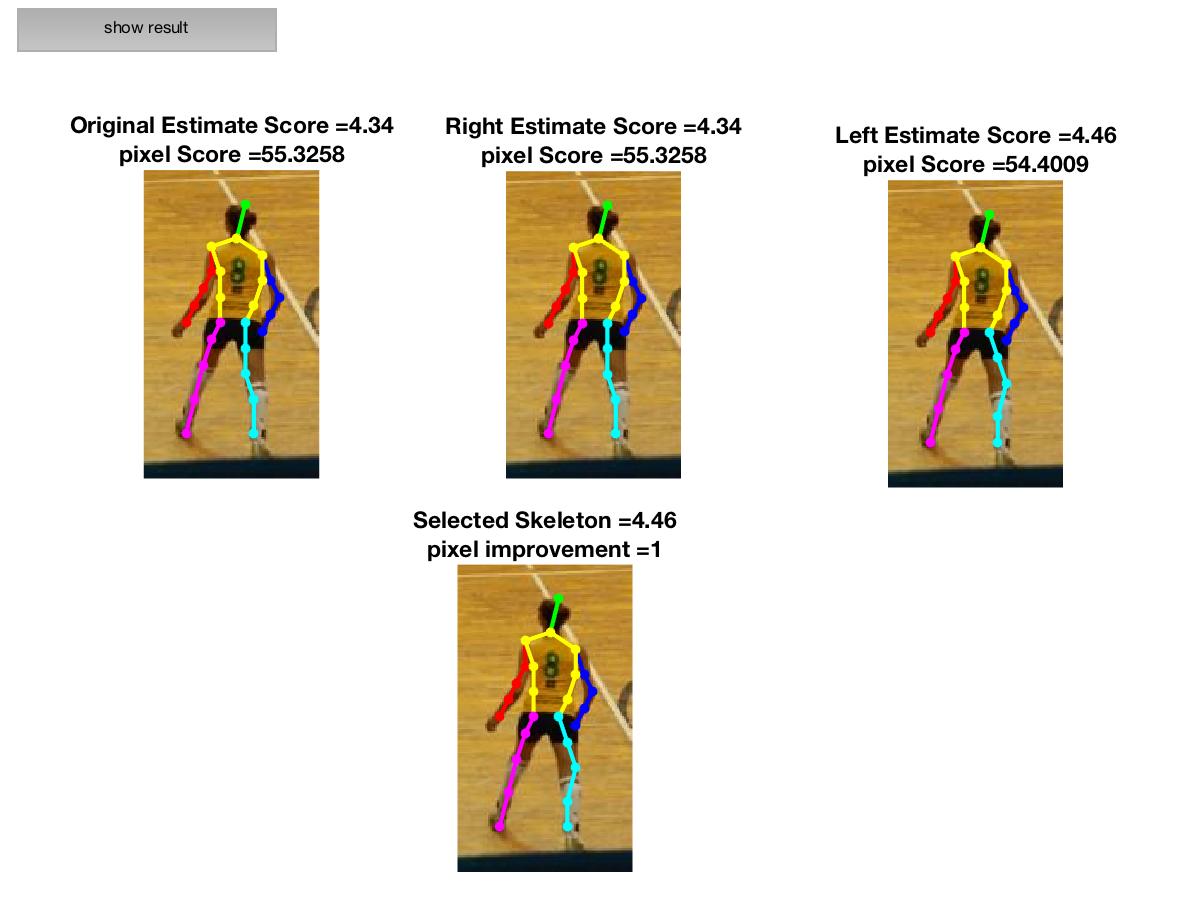 show result
Original Estimate Score =4.34
pixel Score =55.3258
Right Estimate Score =4.34
pixel Score =55.3258
Left Estimate Score =4.46
pixel Score =54.4009
8
8
8
Selected Skeleton =4.46
pixel improvement =1
8